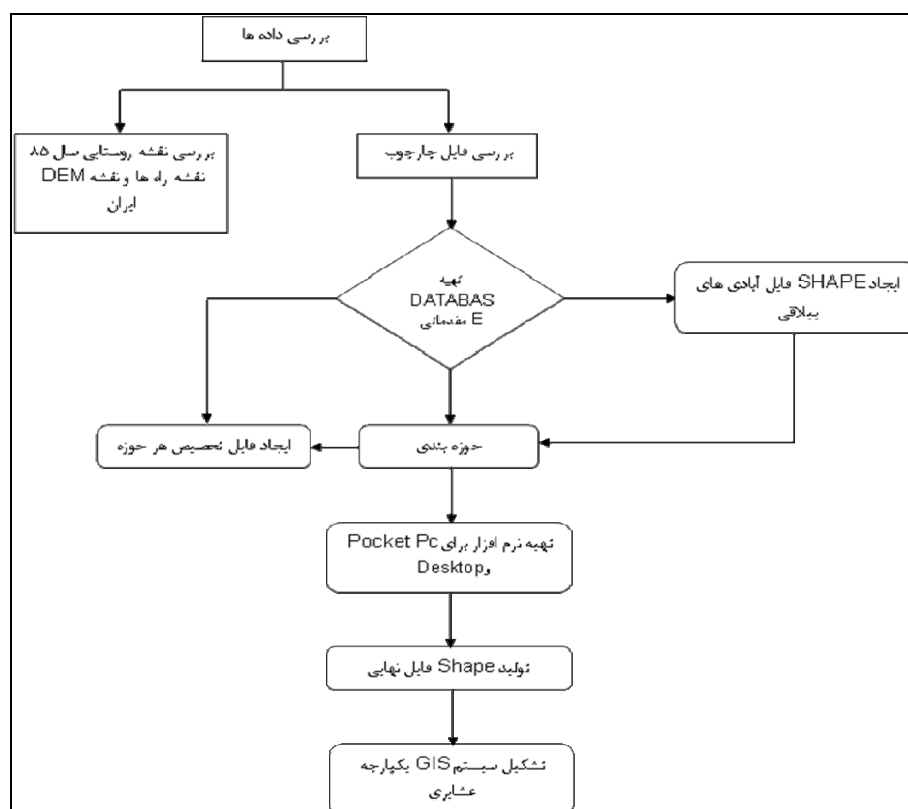 بررسی داده ها
بررسی نقشه روستایی سال ۸۵
نقشه راه ها و نقشه DEM
ایران
بررسی فایل چارچوب
تهیه
DATABAS
E مقدماتی
ایجاد SHAPE فایل آبادی های
ییلاقی
حوزه بندی
ایجاد فایل تخصیص هر حوزه
تهیه نرم افزار برای Pocket Pc
و Desktop
تولید Shape فایل نهایی
تشکیل سیستم GIS یکپارچه
عشایری